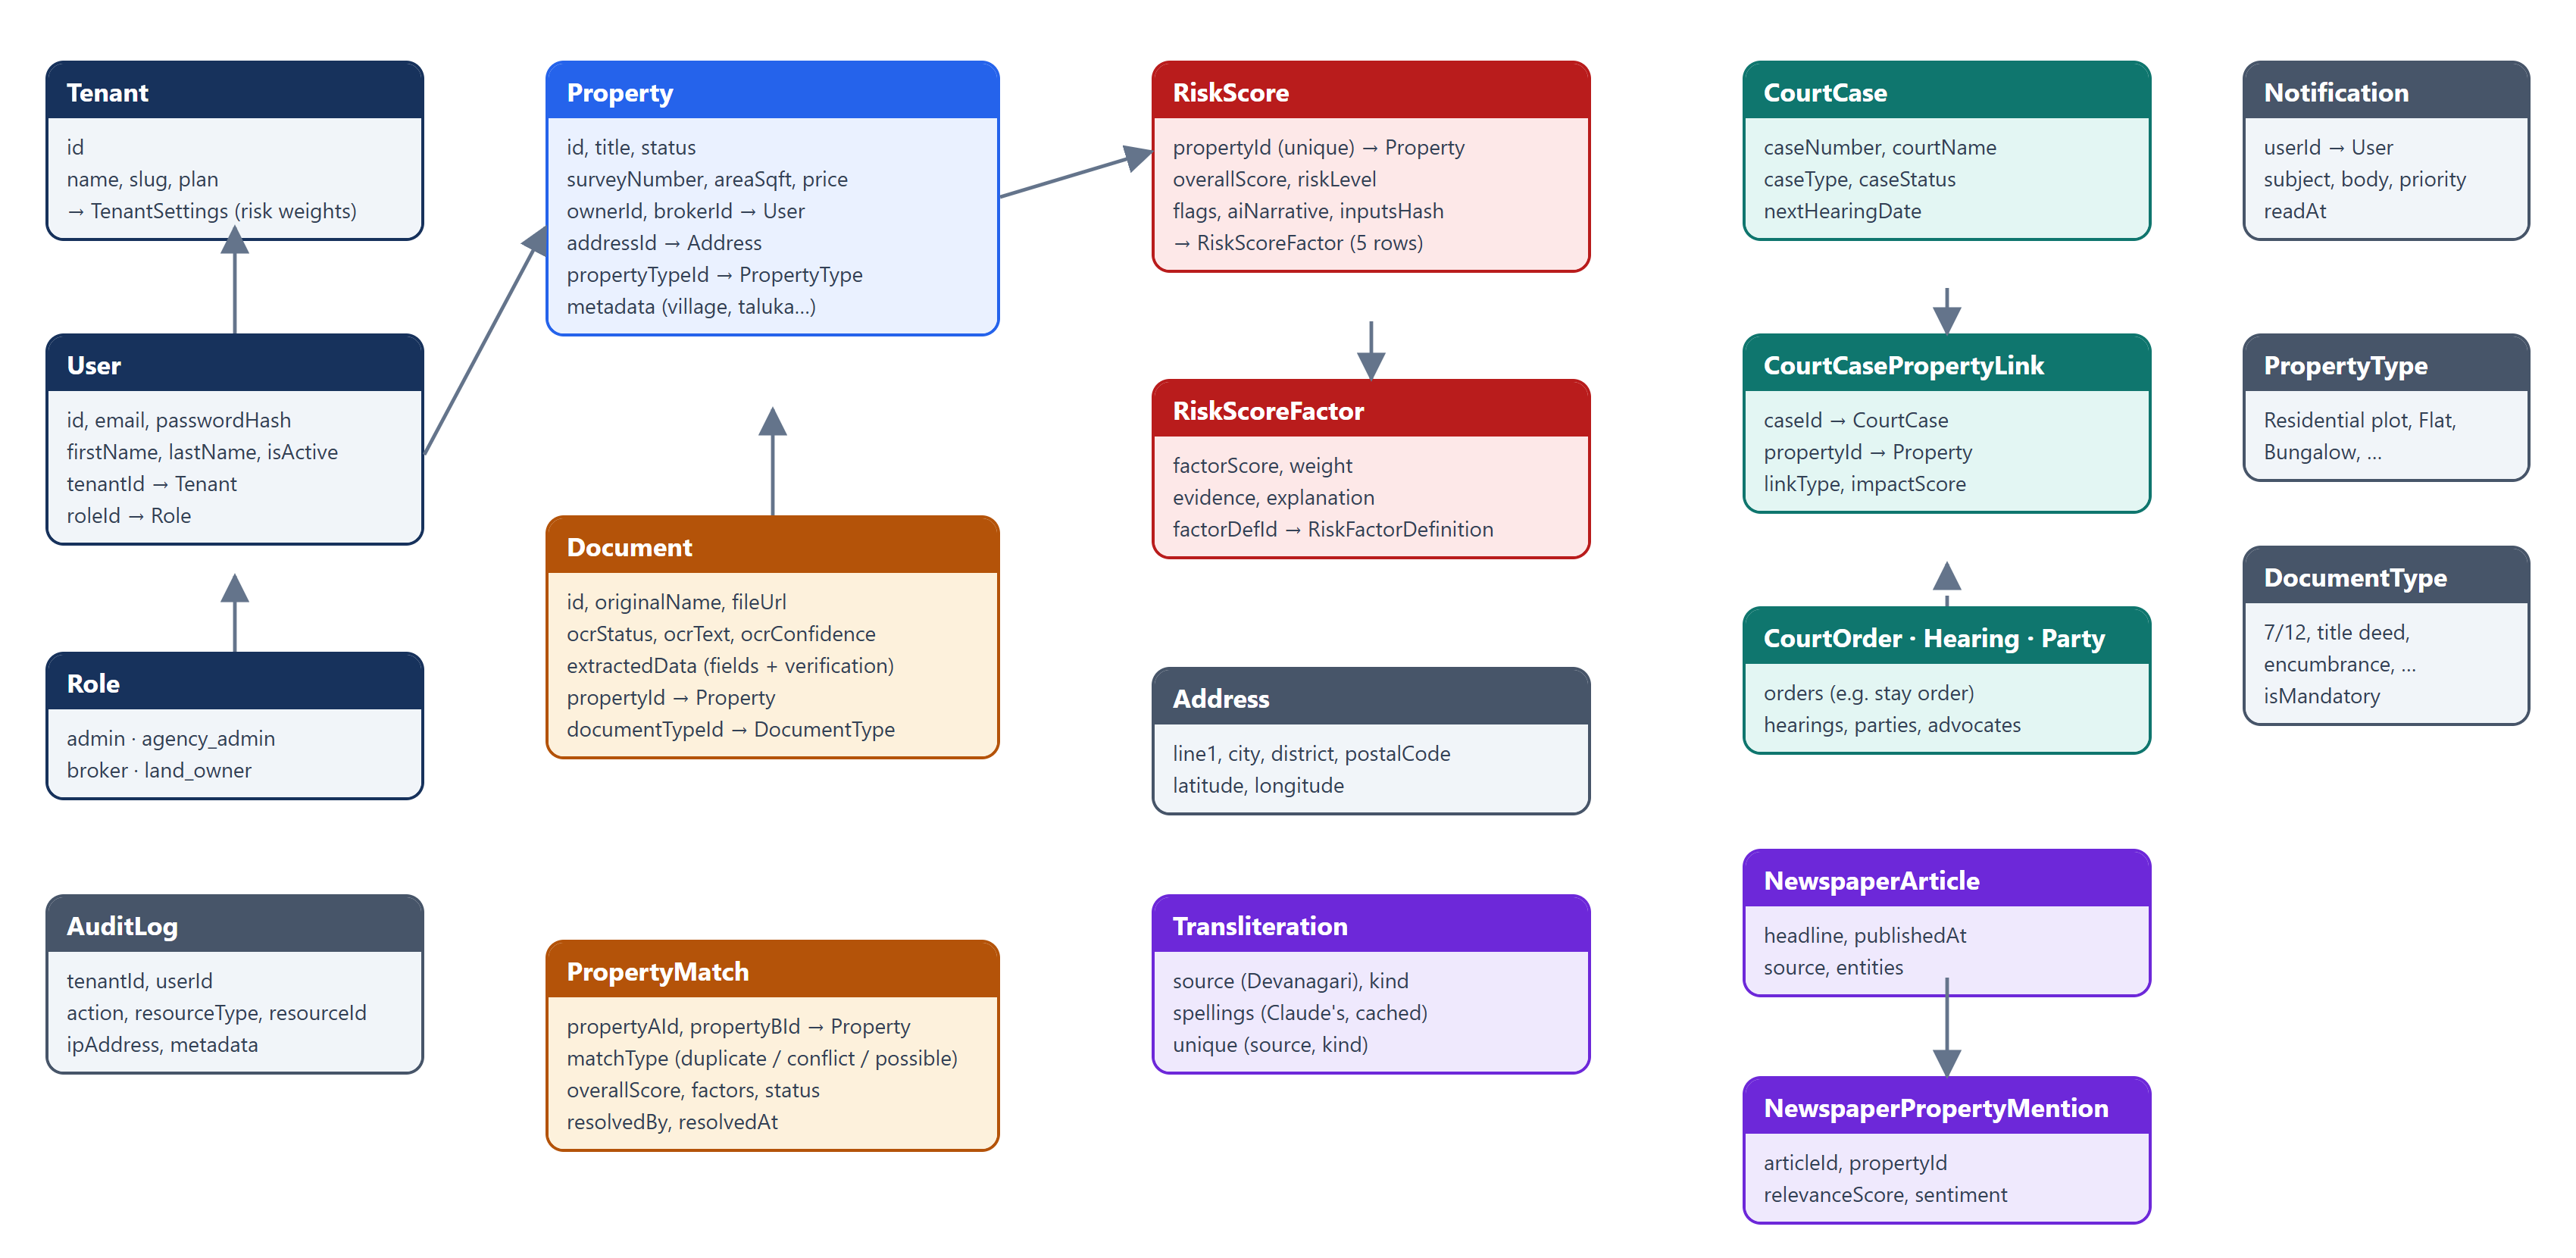 Tenant
id
name, slug, plan
→ TenantSettings (risk weights)
User
id, email, passwordHash
firstName, lastName, isActive
tenantId → Tenant
roleId → Role
Role
admin · agency_admin
broker · land_owner
AuditLog
tenantId, userId
action, resourceType, resourceId
ipAddress, metadata
Property
id, title, status
surveyNumber, areaSqft, price
ownerId, brokerId → User
addressId → Address
propertyTypeId → PropertyType
metadata (village, taluka...)
Document
id, originalName, fileUrl
ocrStatus, ocrText, ocrConfidence
extractedData (fields + verification)
propertyId → Property
documentTypeId → DocumentType
PropertyMatch
propertyAId, propertyBId → Property
matchType (duplicate / conflict / possible)
overallScore, factors, status
resolvedBy, resolvedAt
RiskScore
propertyId (unique) → Property
overallScore, riskLevel
flags, aiNarrative, inputsHash
→ RiskScoreFactor (5 rows)
RiskScoreFactor
factorScore, weight
evidence, explanation
factorDefId → RiskFactorDefinition
Address
line1, city, district, postalCode
latitude, longitude
Transliteration
source (Devanagari), kind
spellings (Claude's, cached)
unique (source, kind)
CourtCase
caseNumber, courtName
caseType, caseStatus
nextHearingDate
CourtCasePropertyLink
caseId → CourtCase
propertyId → Property
linkType, impactScore
CourtOrder · Hearing · Party
orders (e.g. stay order)
hearings, parties, advocates
NewspaperArticle
headline, publishedAt
source, entities
NewspaperPropertyMention
articleId, propertyId
relevanceScore, sentiment
Notification
userId → User
subject, body, priority
readAt
PropertyType
Residential plot, Flat,
Bungalow, ...
DocumentType
7/12, title deed,
encumbrance, ...
isMandatory